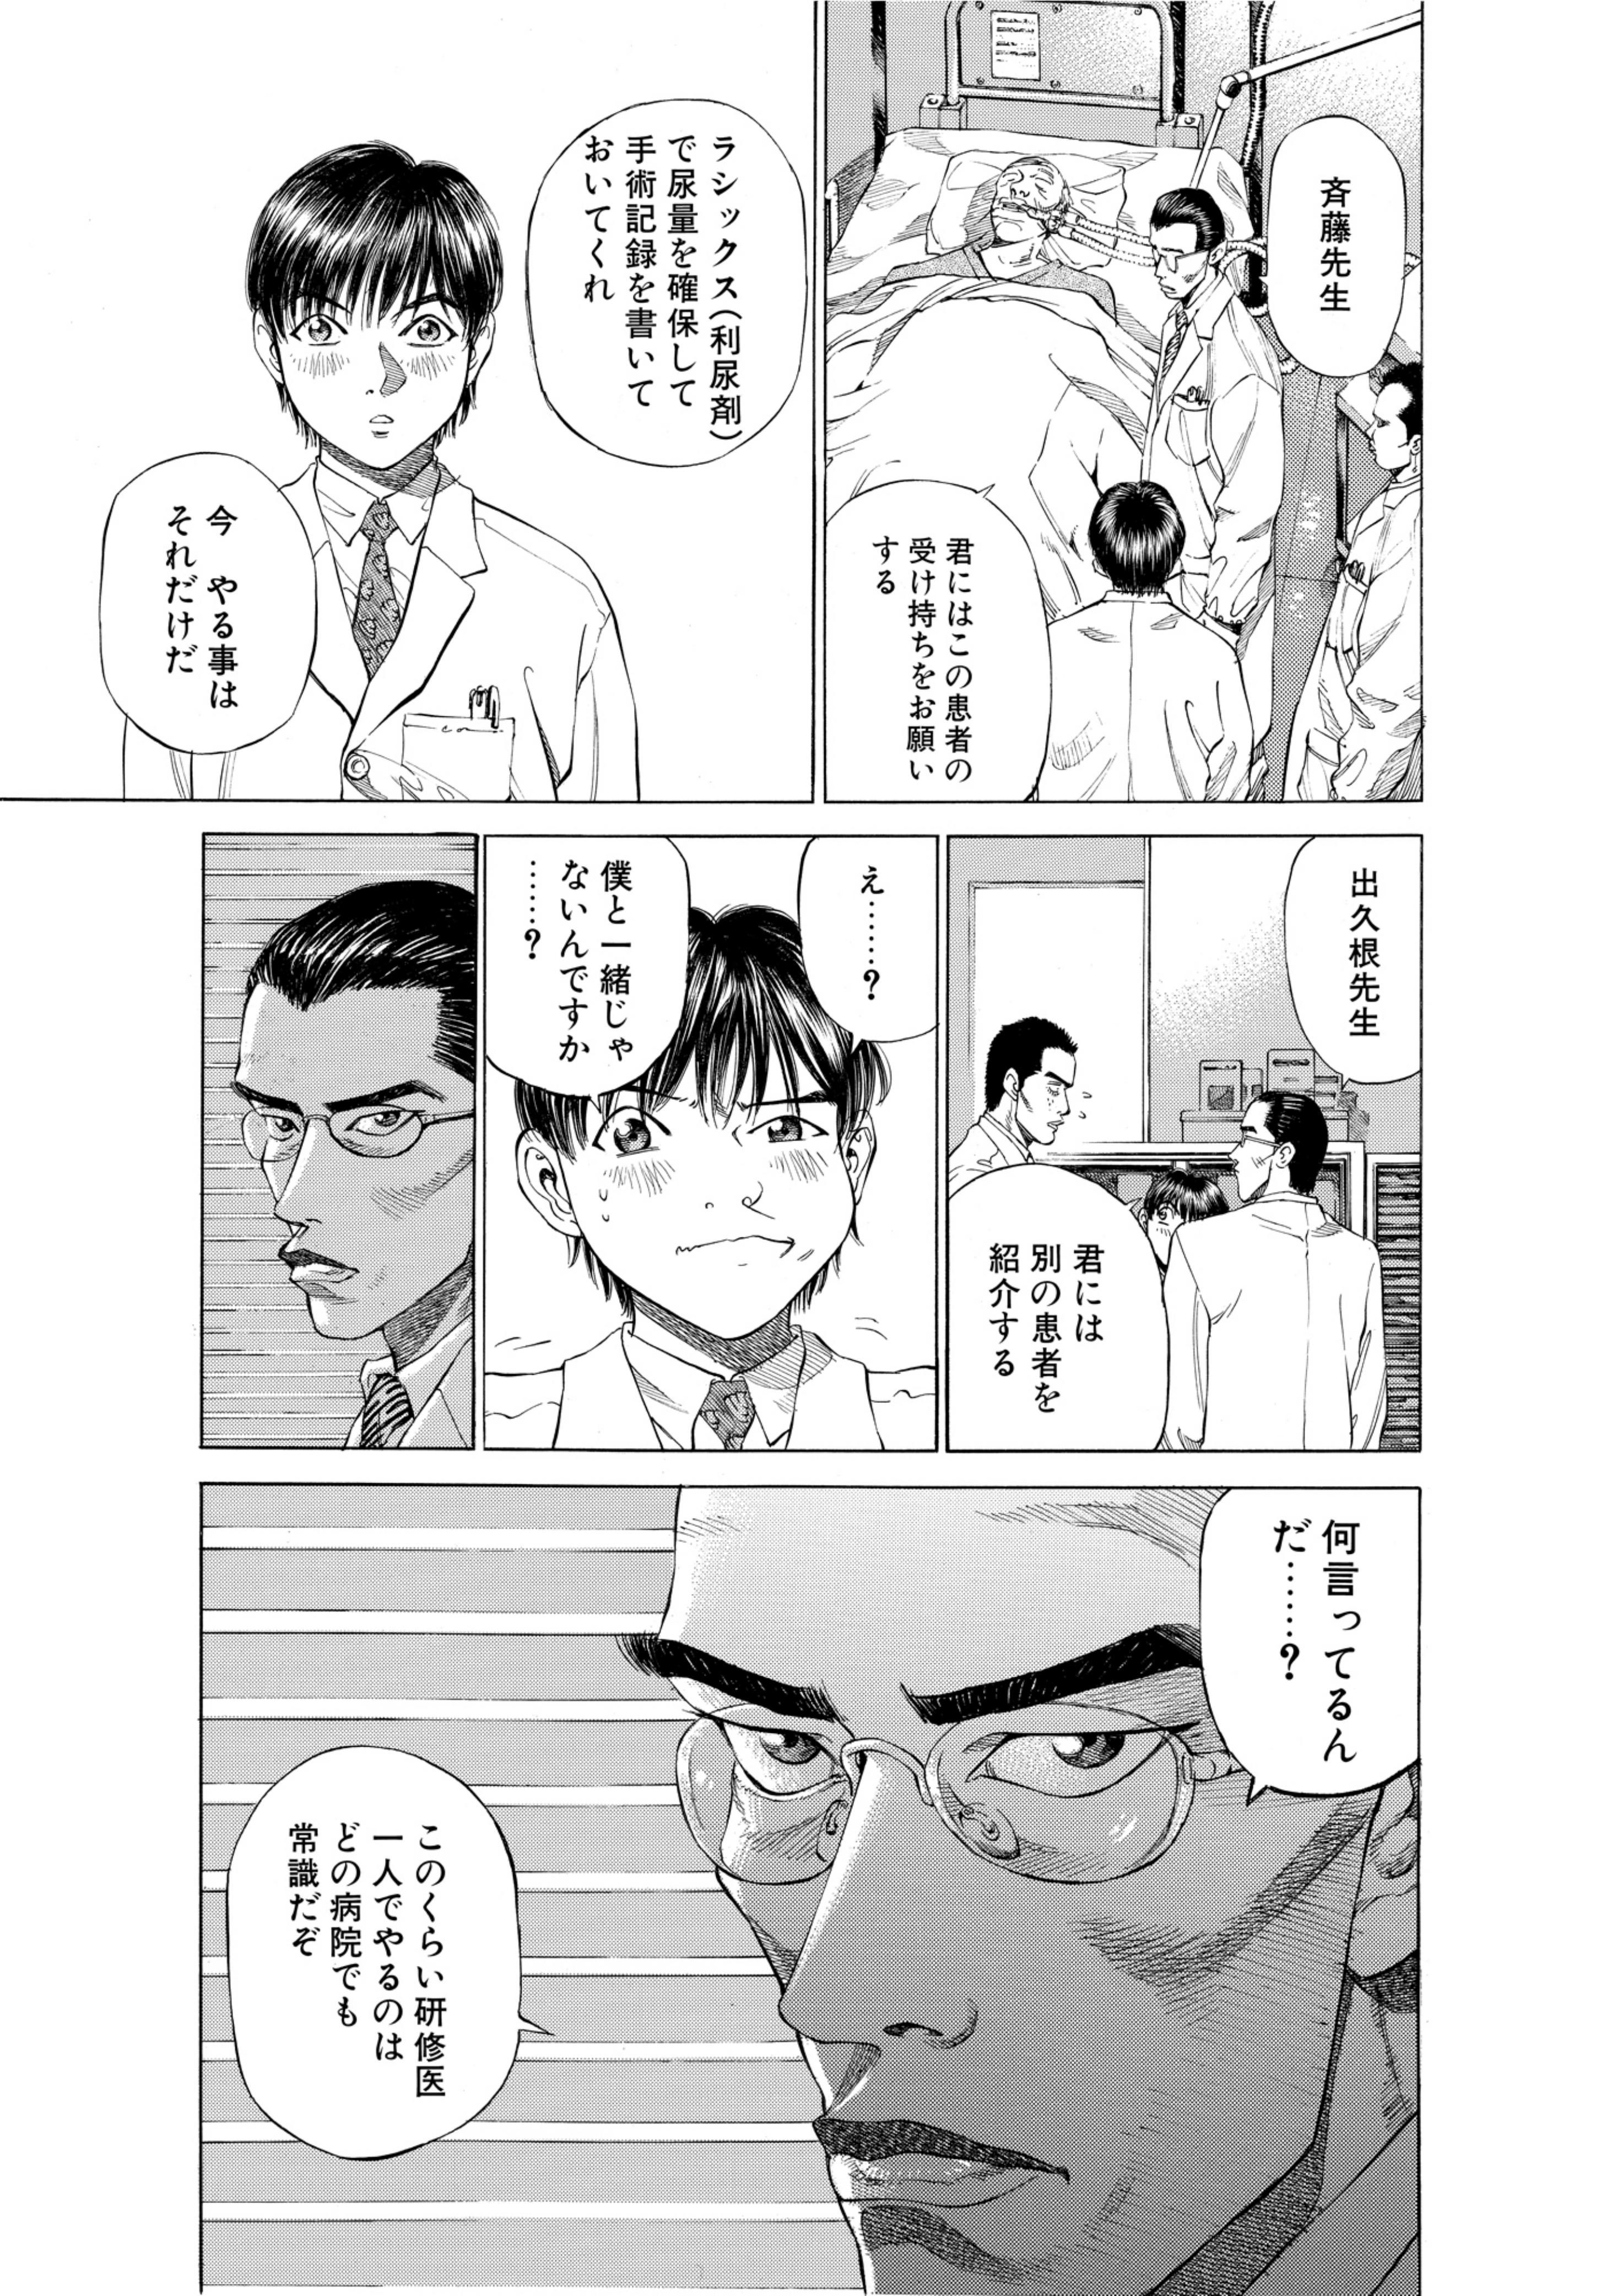 斉藤先生
君にはこの患者の
受け持ちをお願い
する
ラシックス(利尿剤)
で尿量を確保して
手術記録を書いて
おいてくれ
今 やる事は
それだけだ
出久根先生
君には
別の患者を
紹介する
え………?
僕と一緒じゃ
ないんですか
………?
何言ってるん
だ………?
このくらい研修医
一人でやるのは
どの病院でも
常識だぞ